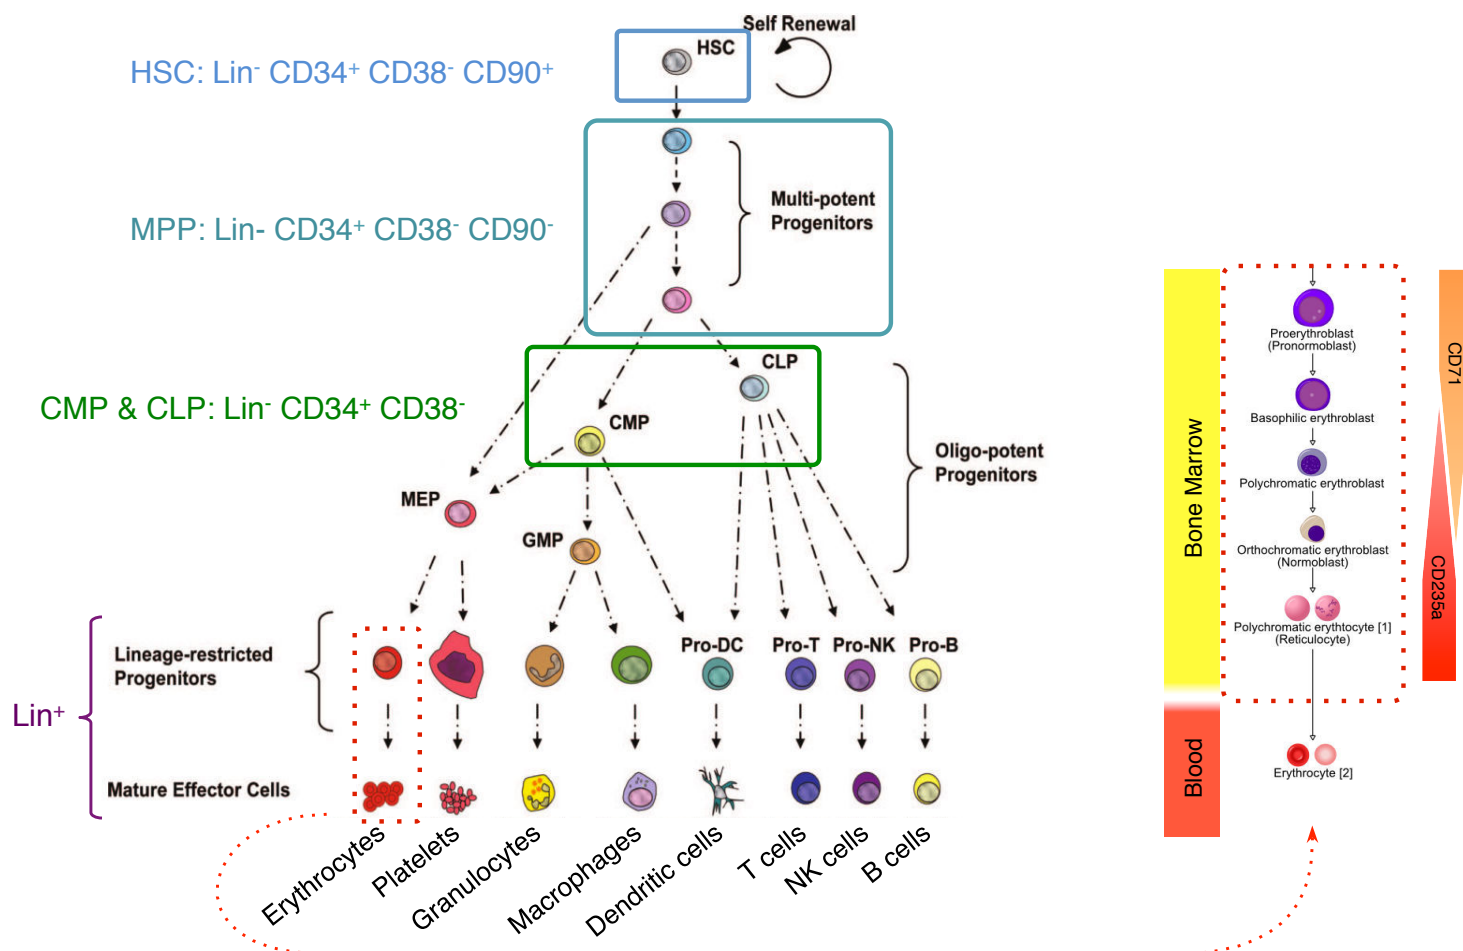 Self Renewal
HSC
HSC: Lin- CD34+ CD38- CD90+
Multi-potent
Progenitors
MPP: Lin- CD34+ CD38- CD90-
CLP
CMP & CLP: Lin- CD34+ CD38-
CMP
Oligo-potent
Progenitors
MEP
GMP
Lineage-restricted
Progenitors
Pro-DC
Pro-T
Pro-NK
Pro-B
Lin+
Mature Effector Cells
Erythrocytes
Platelets
Granulocytes
Macrophages
Dendritic cells
T cells
NK cells
B cells
Bone Marrow
Blood
Proerythroblast
(Pronormoblast)
Basophilic erythroblast
Polychromatic erythroblast
Orthochromatic erythroblast
(Normoblast)
Polychromatic erythtocyte [1]
(Reticulocyte)
Erythrocyte [2]
CD71
CD235a